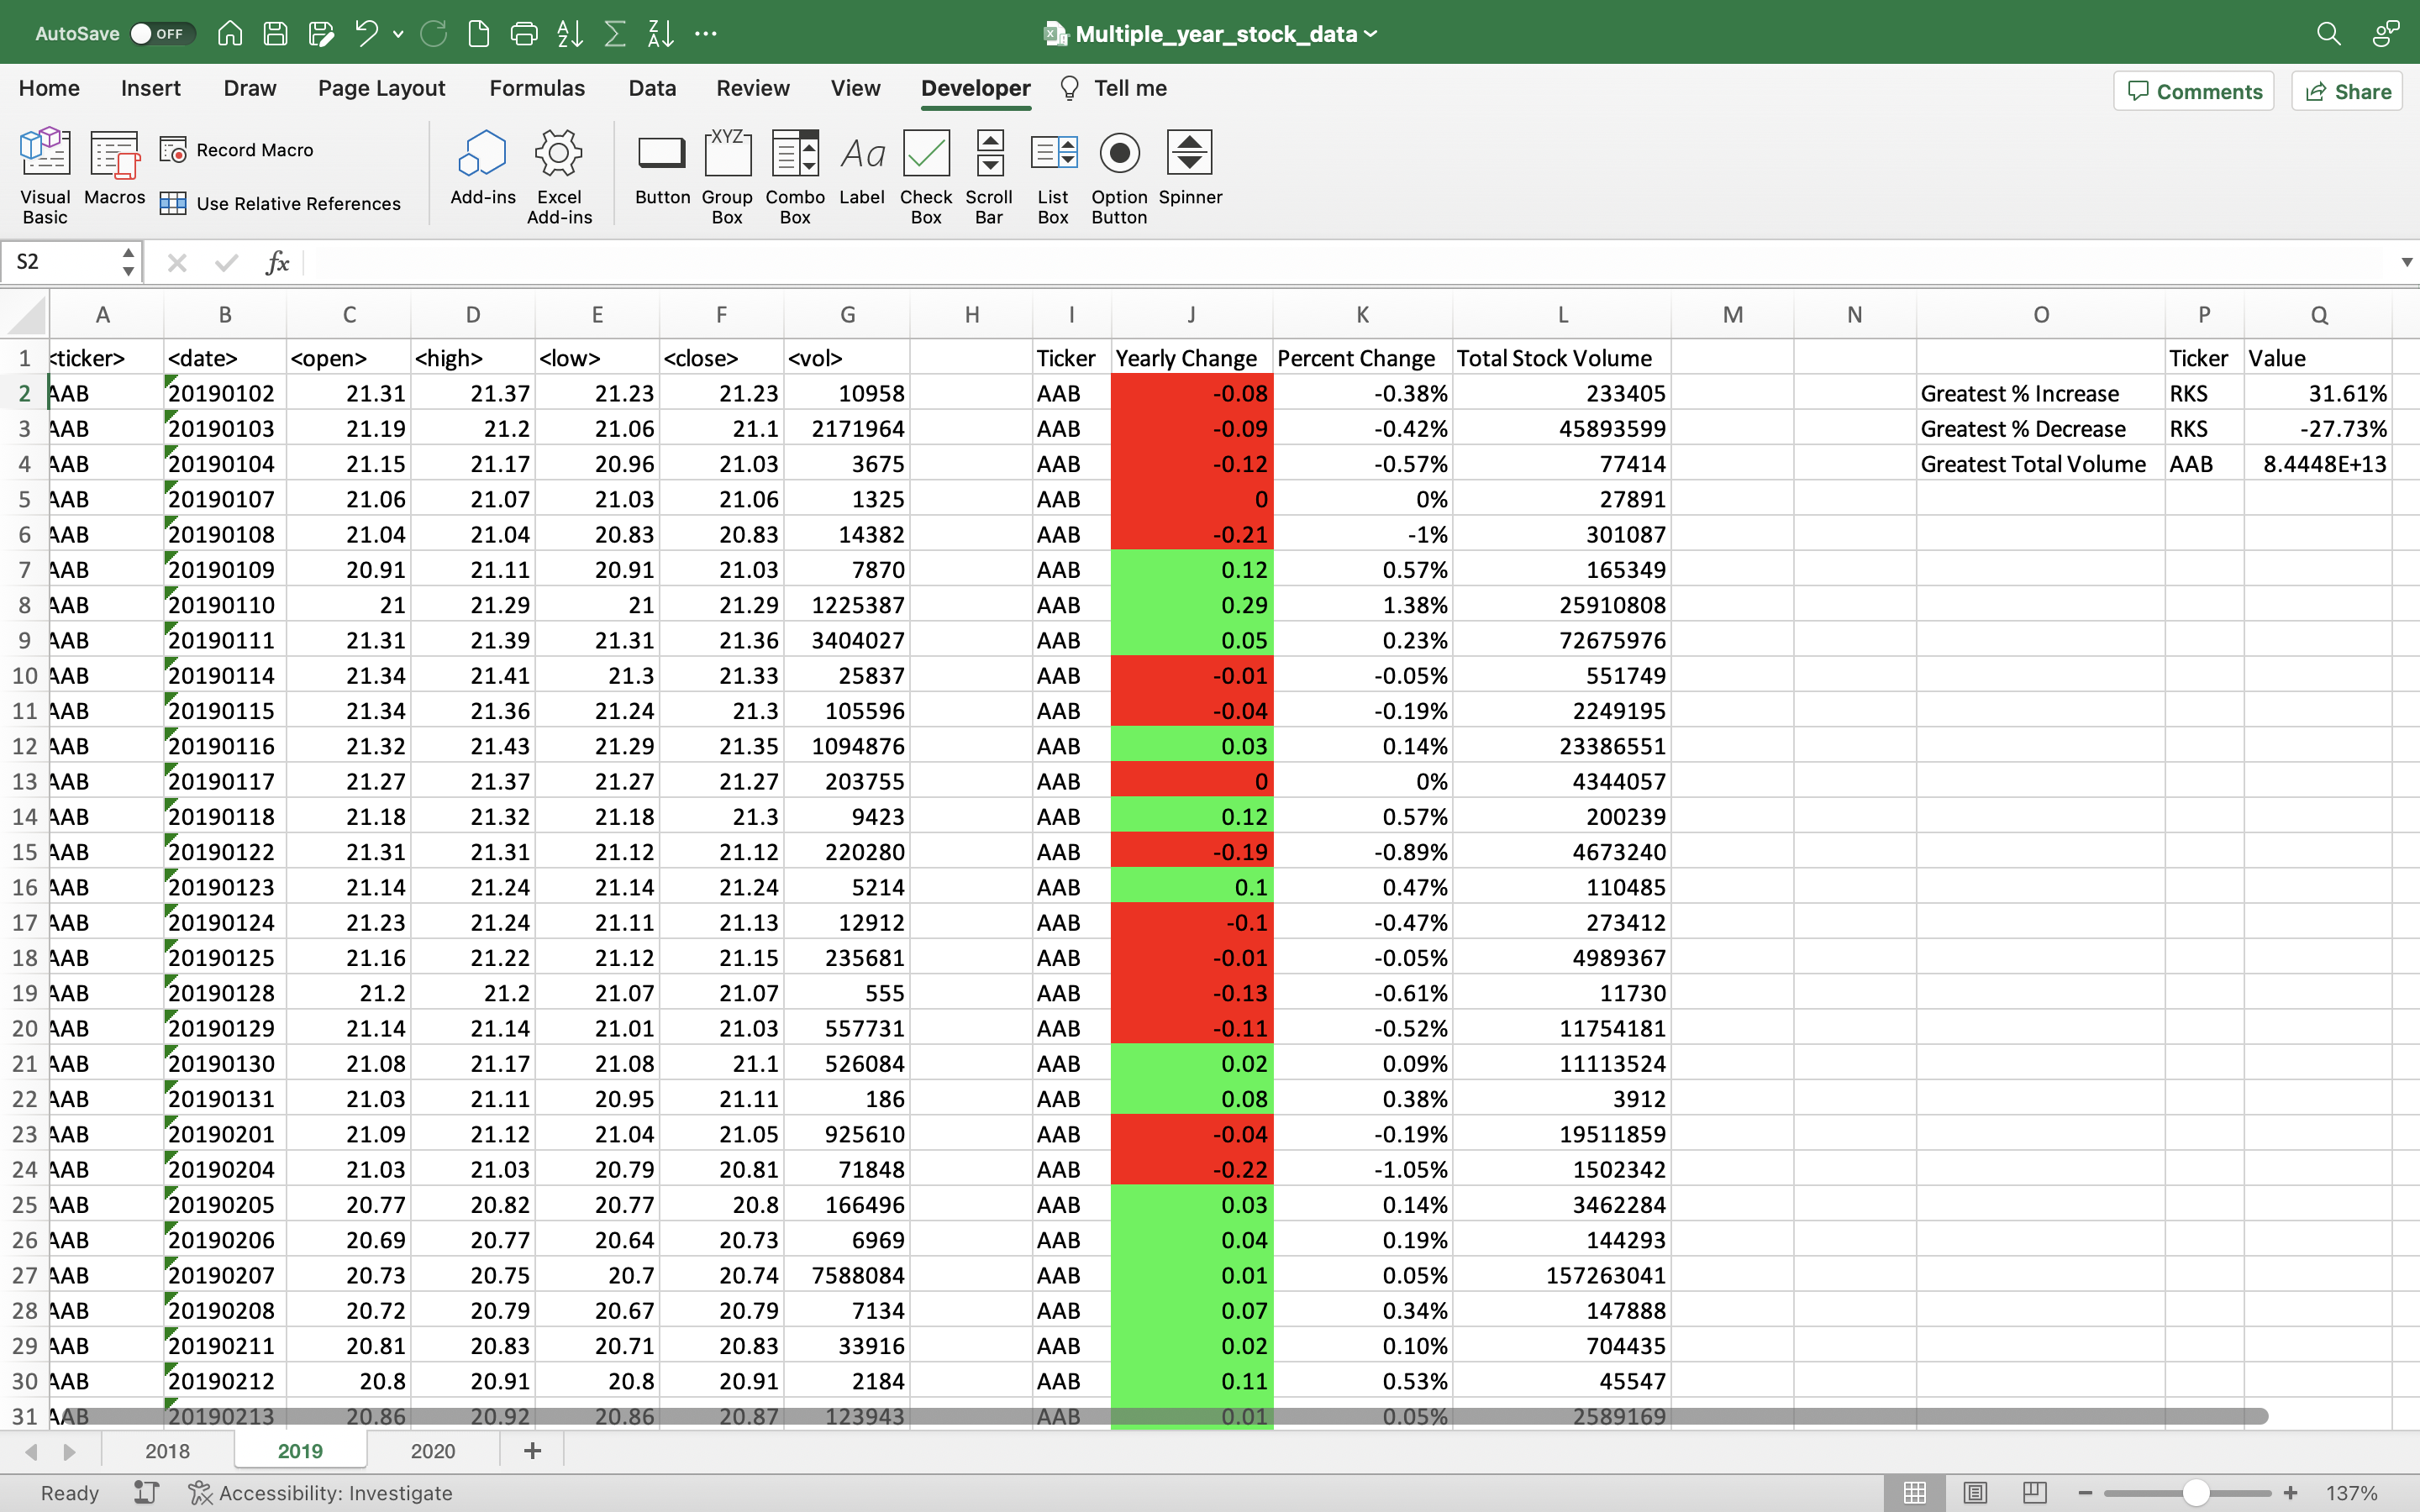 AutoSave OFF Multiple_year_stock_data
Home Insert Draw Page Layout Formulas Data Review View Developer Tell me Comments Share
Visual Basic
Macros
Record Macro
Use Relative References
Add-ins
Excel Add-ins
Button
Group Box
Combo Box
Aa
Label
Check Box
Scroll Bar
List Box
Option Button
Spinner
XYZ
S2 fx
A B C D E F G H I J K L M N O P Q
1 <ticker> <date> <open> <high> <low> <close> <vol> Ticker Yearly Change Percent Change Total Stock Volume Ticker Value
2 AAB 20190102 21.31 21.37 21.23 21.23 10958 AAB -0.08 -0.38% 233405 Greatest % Increase RKS 31.61%
3 AAB 20190103 21.19 21.2 21.06 21.1 2171964 AAB -0.09 -0.42% 45893599 Greatest % Decrease RKS -27.73%
4 AAB 20190104 21.15 21.17 20.96 21.03 3675 AAB -0.12 -0.57% 77414 Greatest Total Volume AAB 8.4448E+13
5 AAB 20190107 21.06 21.07 21.03 21.06 1325 AAB 0 0% 27891
6 AAB 20190108 21.04 21.04 20.83 20.83 14382 AAB -0.21 -1% 301087
7 AAB 20190109 20.91 21.11 20.91 21.03 7870 AAB 0.12 0.57% 165349
8 AAB 20190110 21 21.29 21 21.29 1225387 AAB 0.29 1.38% 25910808
9 AAB 20190111 21.31 21.39 21.31 21.36 3404027 AAB 0.05 0.23% 72675976
10 AAB 20190114 21.34 21.41 21.3 21.33 25837 AAB -0.01 -0.05% 551749
11 AAB 20190115 21.34 21.36 21.24 21.3 105596 AAB -0.04 -0.19% 2249195
12 AAB 20190116 21.32 21.43 21.29 21.35 1094876 AAB 0.03 0.14% 23386551
13 AAB 20190117 21.27 21.37 21.27 21.27 203755 AAB 0 0% 4344057
14 AAB 20190118 21.18 21.32 21.18 21.3 9423 AAB 0.12 0.57% 200239
15 AAB 20190122 21.31 21.31 21.12 21.12 220280 AAB -0.19 -0.89% 4673240
16 AAB 20190123 21.14 21.24 21.14 21.24 5214 AAB 0.1 0.47% 110485
17 AAB 20190124 21.23 21.24 21.11 21.13 12912 AAB -0.1 -0.47% 273412
18 AAB 20190125 21.16 21.22 21.12 21.15 235681 AAB -0.01 -0.05% 4989367
19 AAB 20190128 21.2 21.2 21.07 21.07 555 AAB -0.13 -0.61% 11730
20 AAB 20190129 21.14 21.14 21.01 21.03 557731 AAB -0.11 -0.52% 11754181
21 AAB 20190130 21.08 21.17 21.08 21.1 526084 AAB 0.02 0.09% 11113524
22 AAB 20190131 21.03 21.11 20.95 21.11 186 AAB 0.08 0.38% 3912
23 AAB 20190201 21.09 21.12 21.04 21.05 925610 AAB -0.04 -0.19% 19511859
24 AAB 20190204 21.03 21.03 20.79 20.81 71848 AAB -0.22 -1.05% 1502342
25 AAB 20190205 20.77 20.82 20.77 20.8 166496 AAB 0.03 0.14% 3462284
26 AAB 20190206 20.69 20.77 20.64 20.73 6969 AAB 0.04 0.19% 144293
27 AAB 20190207 20.73 20.75 20.7 20.74 7588084 AAB 0.01 0.05% 157263041
28 AAB 20190208 20.72 20.79 20.67 20.79 7134 AAB 0.07 0.34% 147888
29 AAB 20190211 20.81 20.83 20.71 20.83 33916 AAB 0.02 0.10% 704435
30 AAB 20190212 20.8 20.91 20.8 20.91 2184 AAB 0.11 0.53% 45547
31 AAB 20190213 20.86 20.92 20.86 20.87 123943 AAB 0.01 0.05% 2589169
2018 2019 2020 +
Ready Accessibility: Investigate 137%